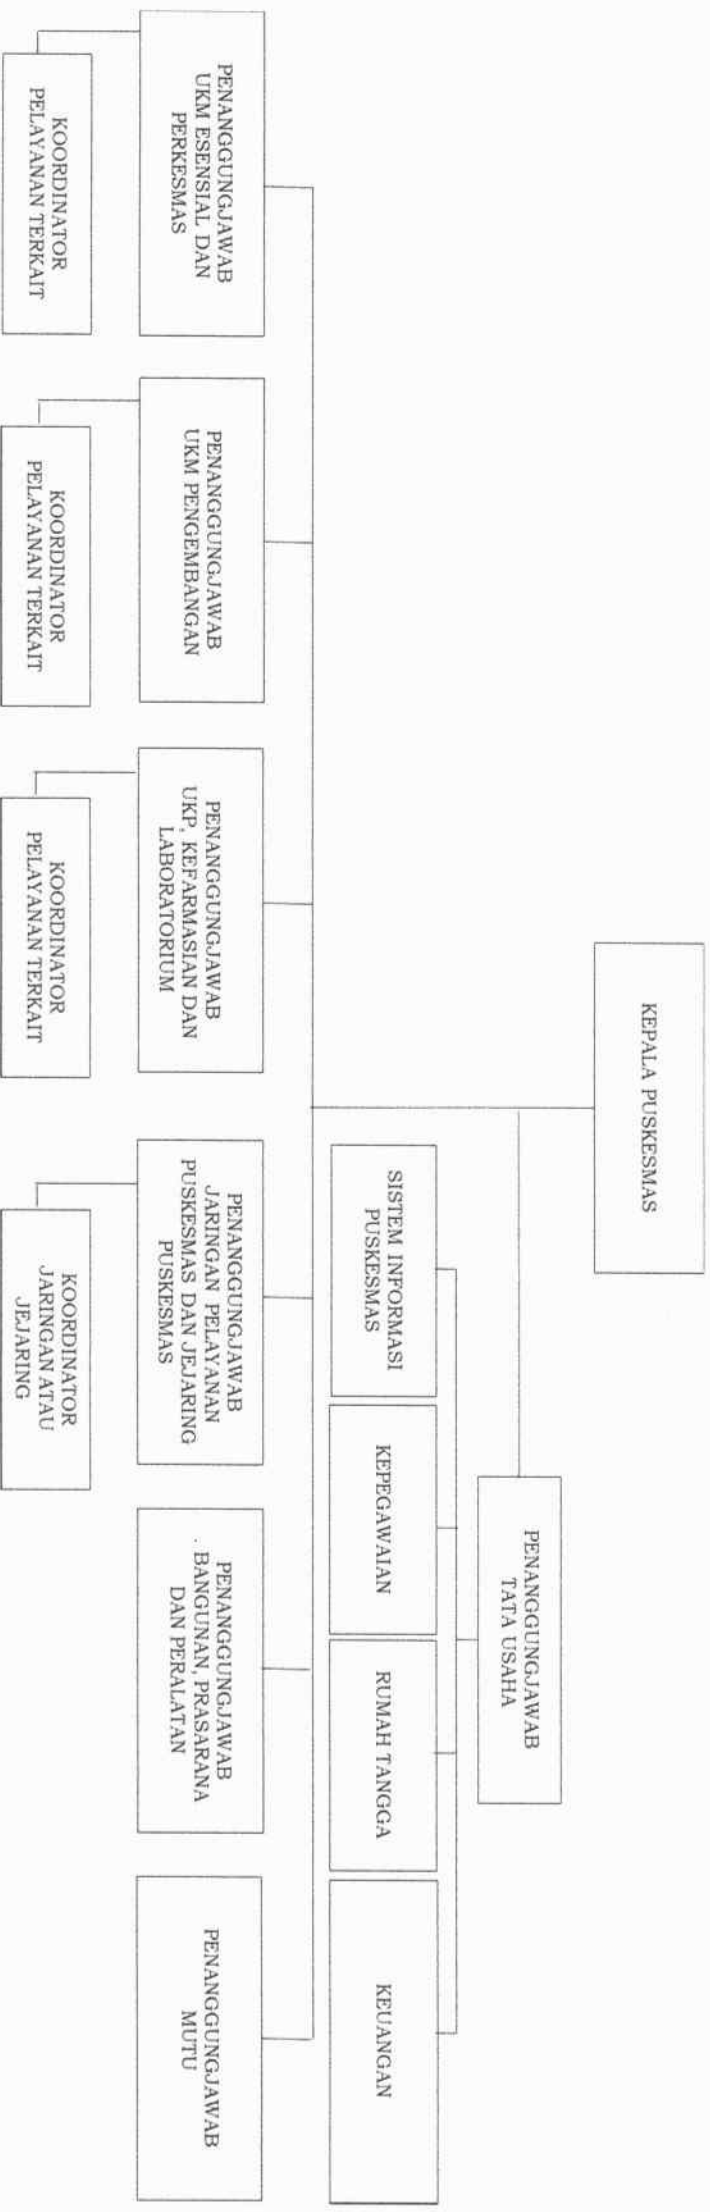 KEPALA PUSKESMAS
PENANGGUNGJAWAB
TATA USAHA
SISTEM INFORMASI
PUSKESMAS
KEPEGAWAIAN
RUMAH TANGGA
KEUANGAN
PENANGGUNGJAWAB
UKM ESENSIAL DAN
PERKESMAS
PENANGGUNGJAWAB
UKM PENGEMBANGAN
PENANGGUNGJAWAB
UKP, KEFARMASIAN DAN
LABORATORIUM
PENANGGUNGJAWAB
JARINGAN PELAYANAN
PUSKESMAS DAN JEJARING
PUSKESMAS
PENANGGUNGJAWAB
BANGUNAN, PRASARANA
DAN PERALATAN
PENANGGUNGJAWAB
MUTU
KOORDINATOR
PELAYANAN TERKAIT
KOORDINATOR
PELAYANAN TERKAIT
KOORDINATOR
PELAYANAN TERKAIT
KOORDINATOR
JARINGAN ATAU
JEJARING